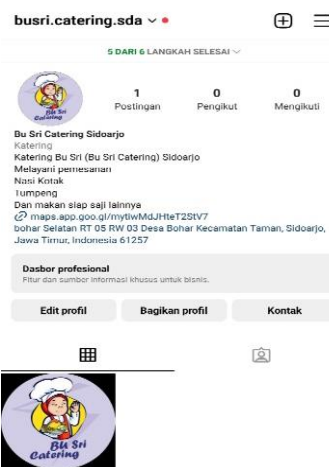 busri.catering.sda
5 DARI 6 LANGKAH SELESAI
1 0 0
Postingan Pengikut Mengikuti
Bu Sri Catering
Bu Sri Catering Sidoarjo
Katering
Katering Bu Sri (Bu Sri Catering) Sidoarjo
Melayani pemesanan
Nasi Kotak
Tumpeng
Dan makan siap saji lainnya
maps.app.goo.gl/mytiwMdJHteT2StV7
bohar Selatan RT 05 RW 03 Desa Bohar Kecamatan Taman, Sidoarjo,
Jawa Timur, Indonesia 61257
Dasbor profesional
Fitur dan sumber informasi khusus untuk bisnis.
Edit profil Bagikan profil Kontak
Bu Sri
Catering